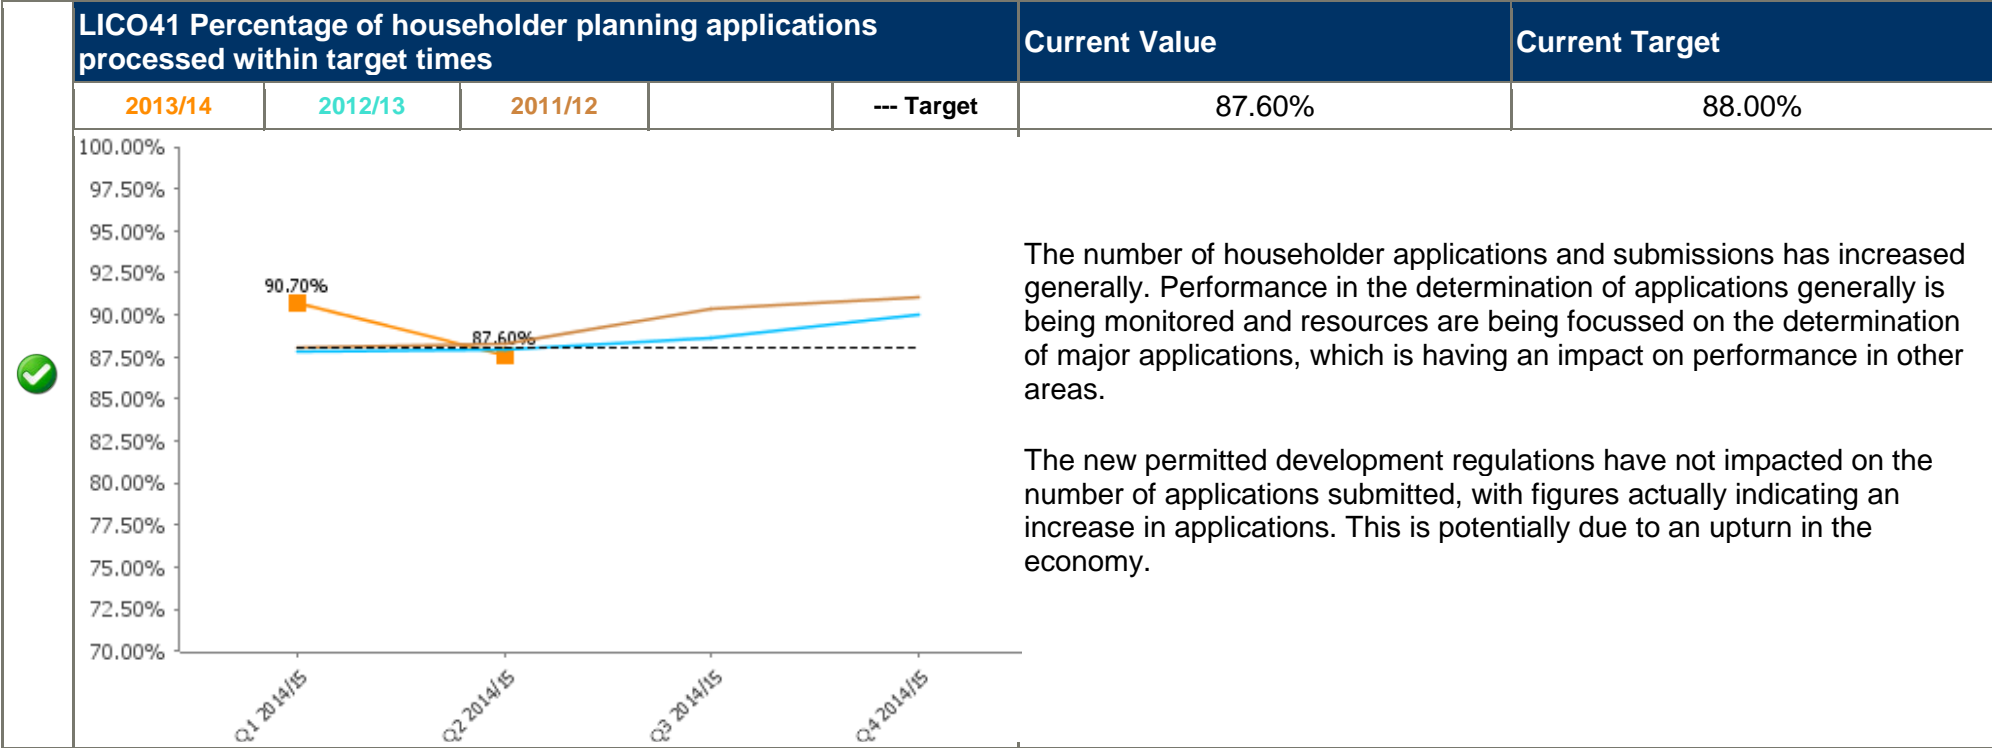 LICO41 Percentage of householder planning applications
processed within target times
Current Value
Current Target
2013/14
2012/13
2011/12
--- Target
87.60%
88.00%
100.00%
97.50%
95.00%
92.50%
90.00%
87.50%
85.00%
82.50%
80.00%
77.50%
75.00%
72.50%
70.00%
90.70%
87.60%
Q1 2014/15
Q2 2014/15
Q3 2014/15
Q4 2014/15
The number of householder applications and submissions has increased
generally. Performance in the determination of applications generally is
being monitored and resources are being focussed on the determination
of major applications, which is having an impact on performance in other
areas.
The new permitted development regulations have not impacted on the
number of applications submitted, with figures actually indicating an
increase in applications. This is potentially due to an upturn in the
economy.